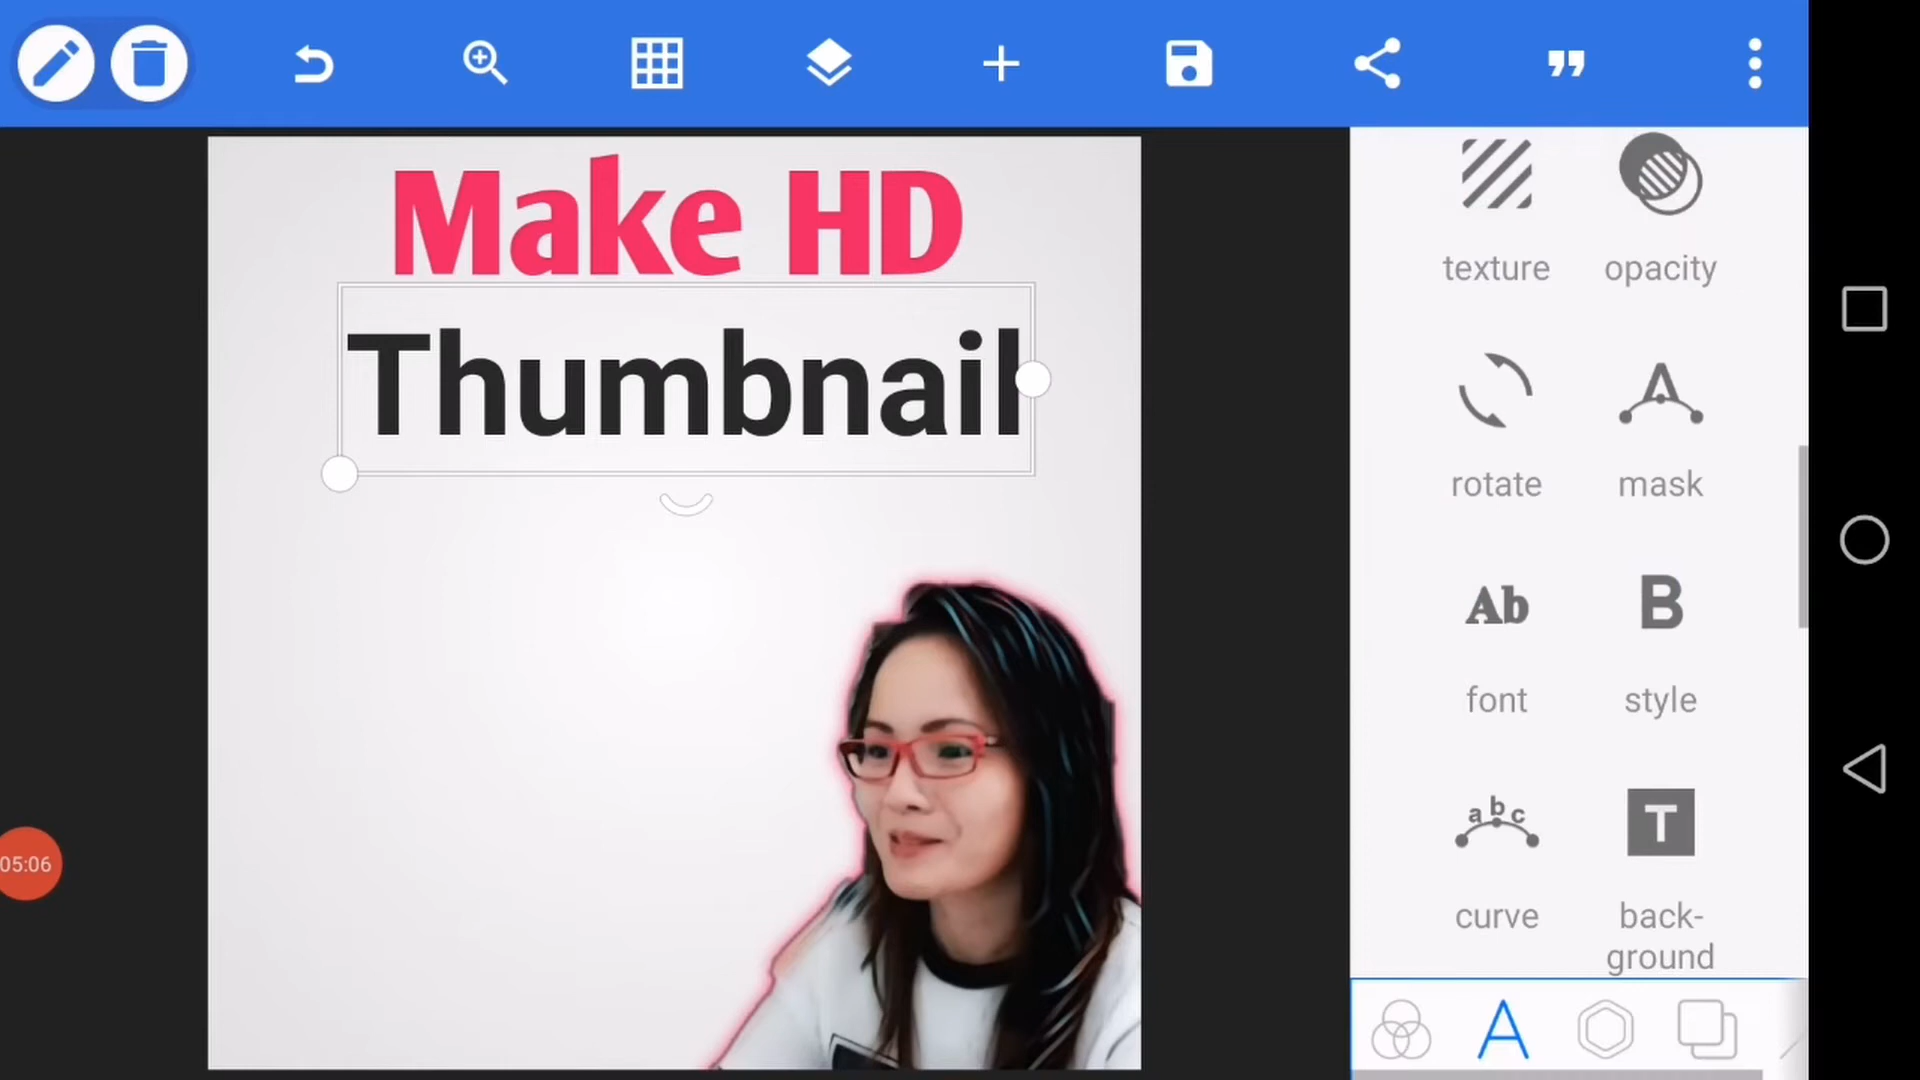 Make HD
Thumbnail
texture
opacity
rotate
mask
Ab
B
font
style
abc
T
curve
back-
ground
A
05:06